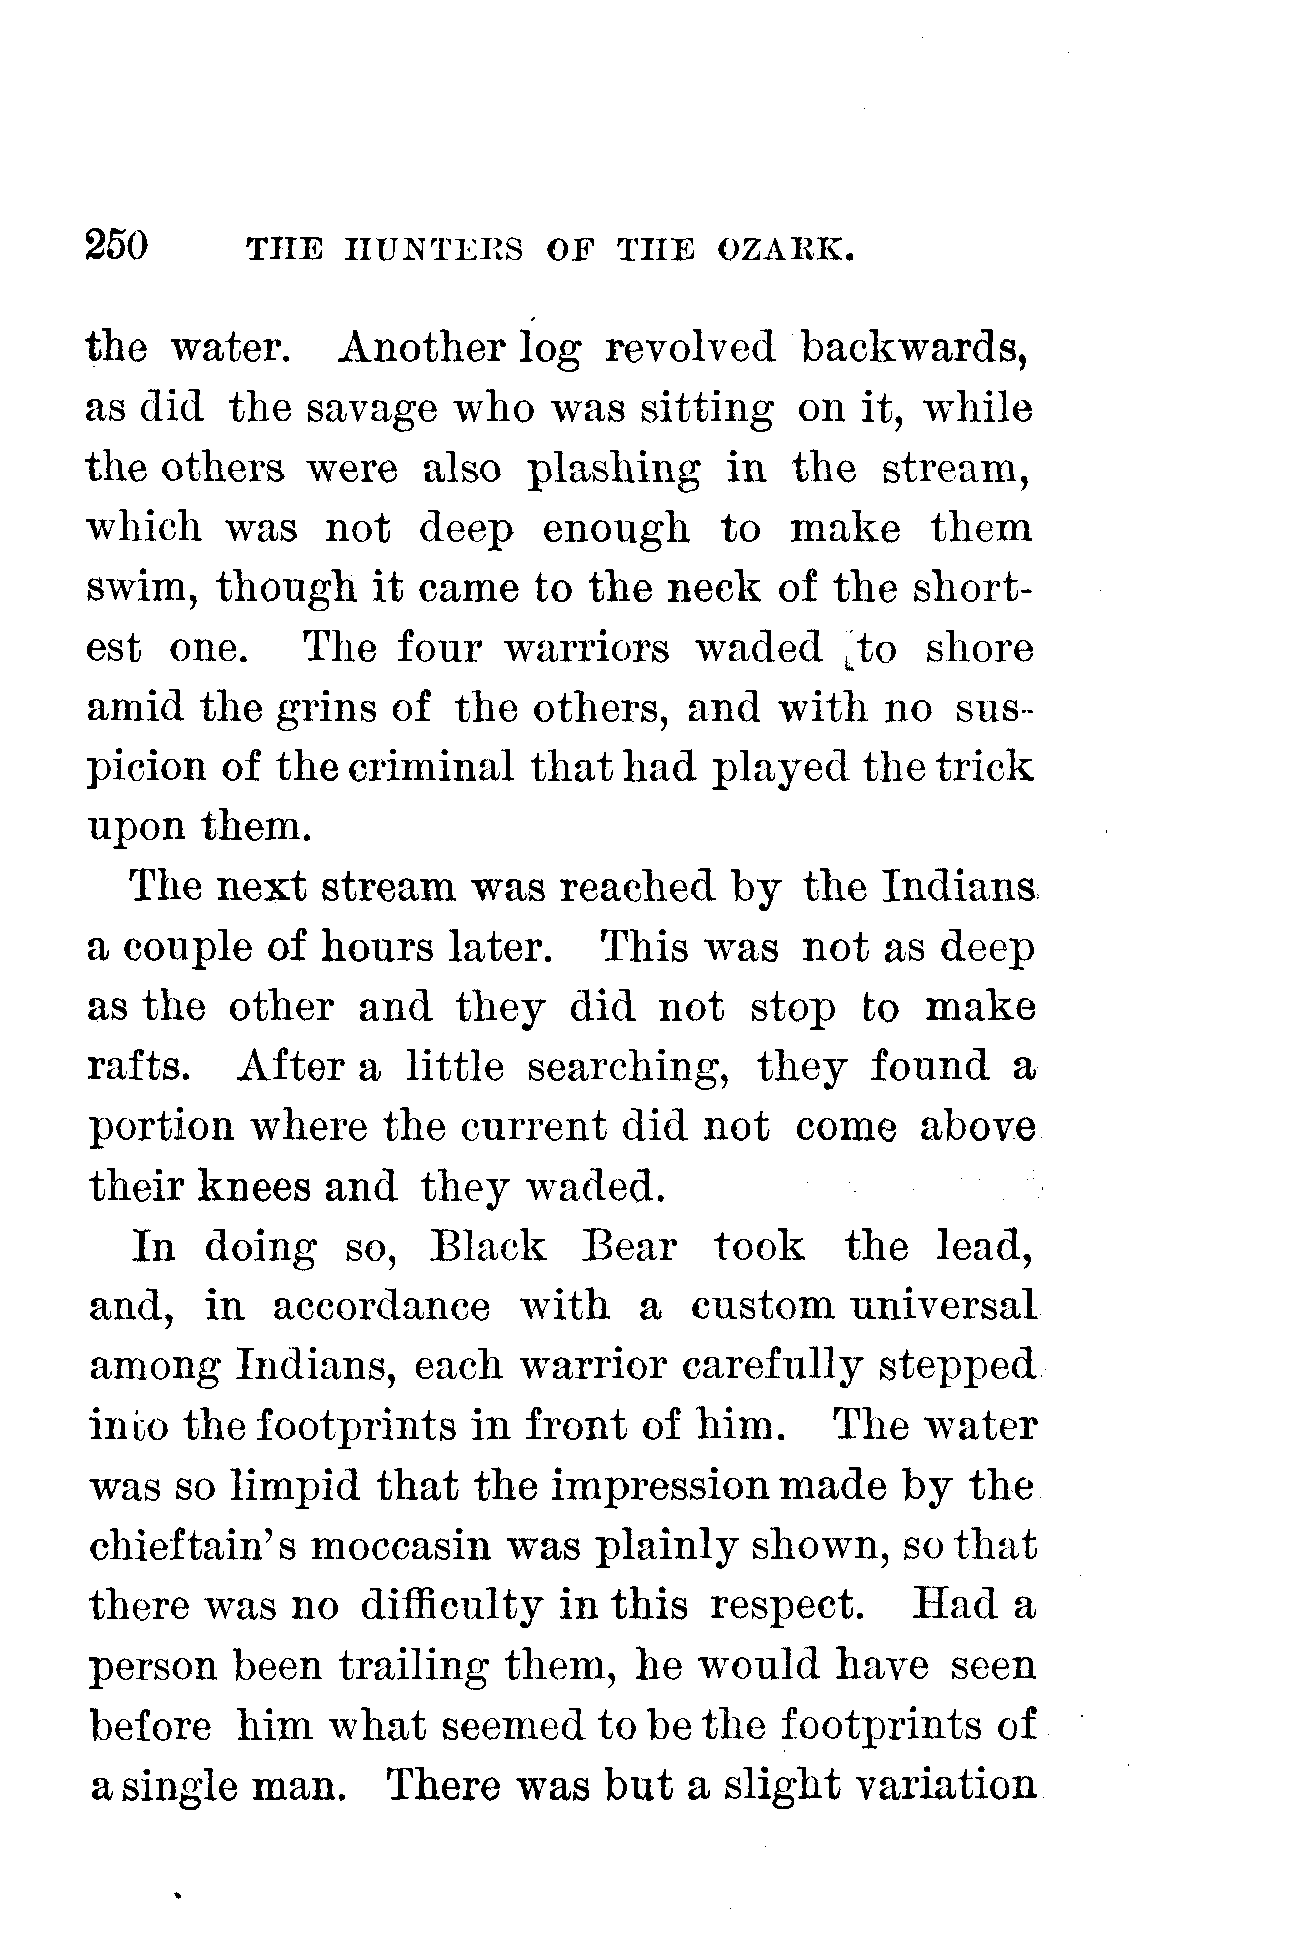 250 THE HUNTERS OF THE OZARK.
the water. Another log revolved backwards,
as did the savage who was sitting on it, while
the others were also plashing in the stream,
which was not deep enough to make them
swim, though it came to the neck of the short-
est one. The four warriors waded to shore
amid the grins of the others, and with no sus-
picion of the criminal that had played the trick
upon them.
The next stream was reached by the Indians
a couple of hours later. This was not as deep
as the other and they did not stop to make
rafts. After a little searching, they found a
portion where the current did not come above
their knees and they waded.
In doing so, Black Bear took the lead,
and, in accordance with a custom universal
among Indians, each warrior carefully stepped
into the footprints in front of him. The water
was so limpid that the impression made by the
chieftain's moccasin was plainly shown, so that
there was no difficulty in this respect. Had a
person been trailing them, he would have seen
before him what seemed to be the footprints of
a single man. There was but a slight variation